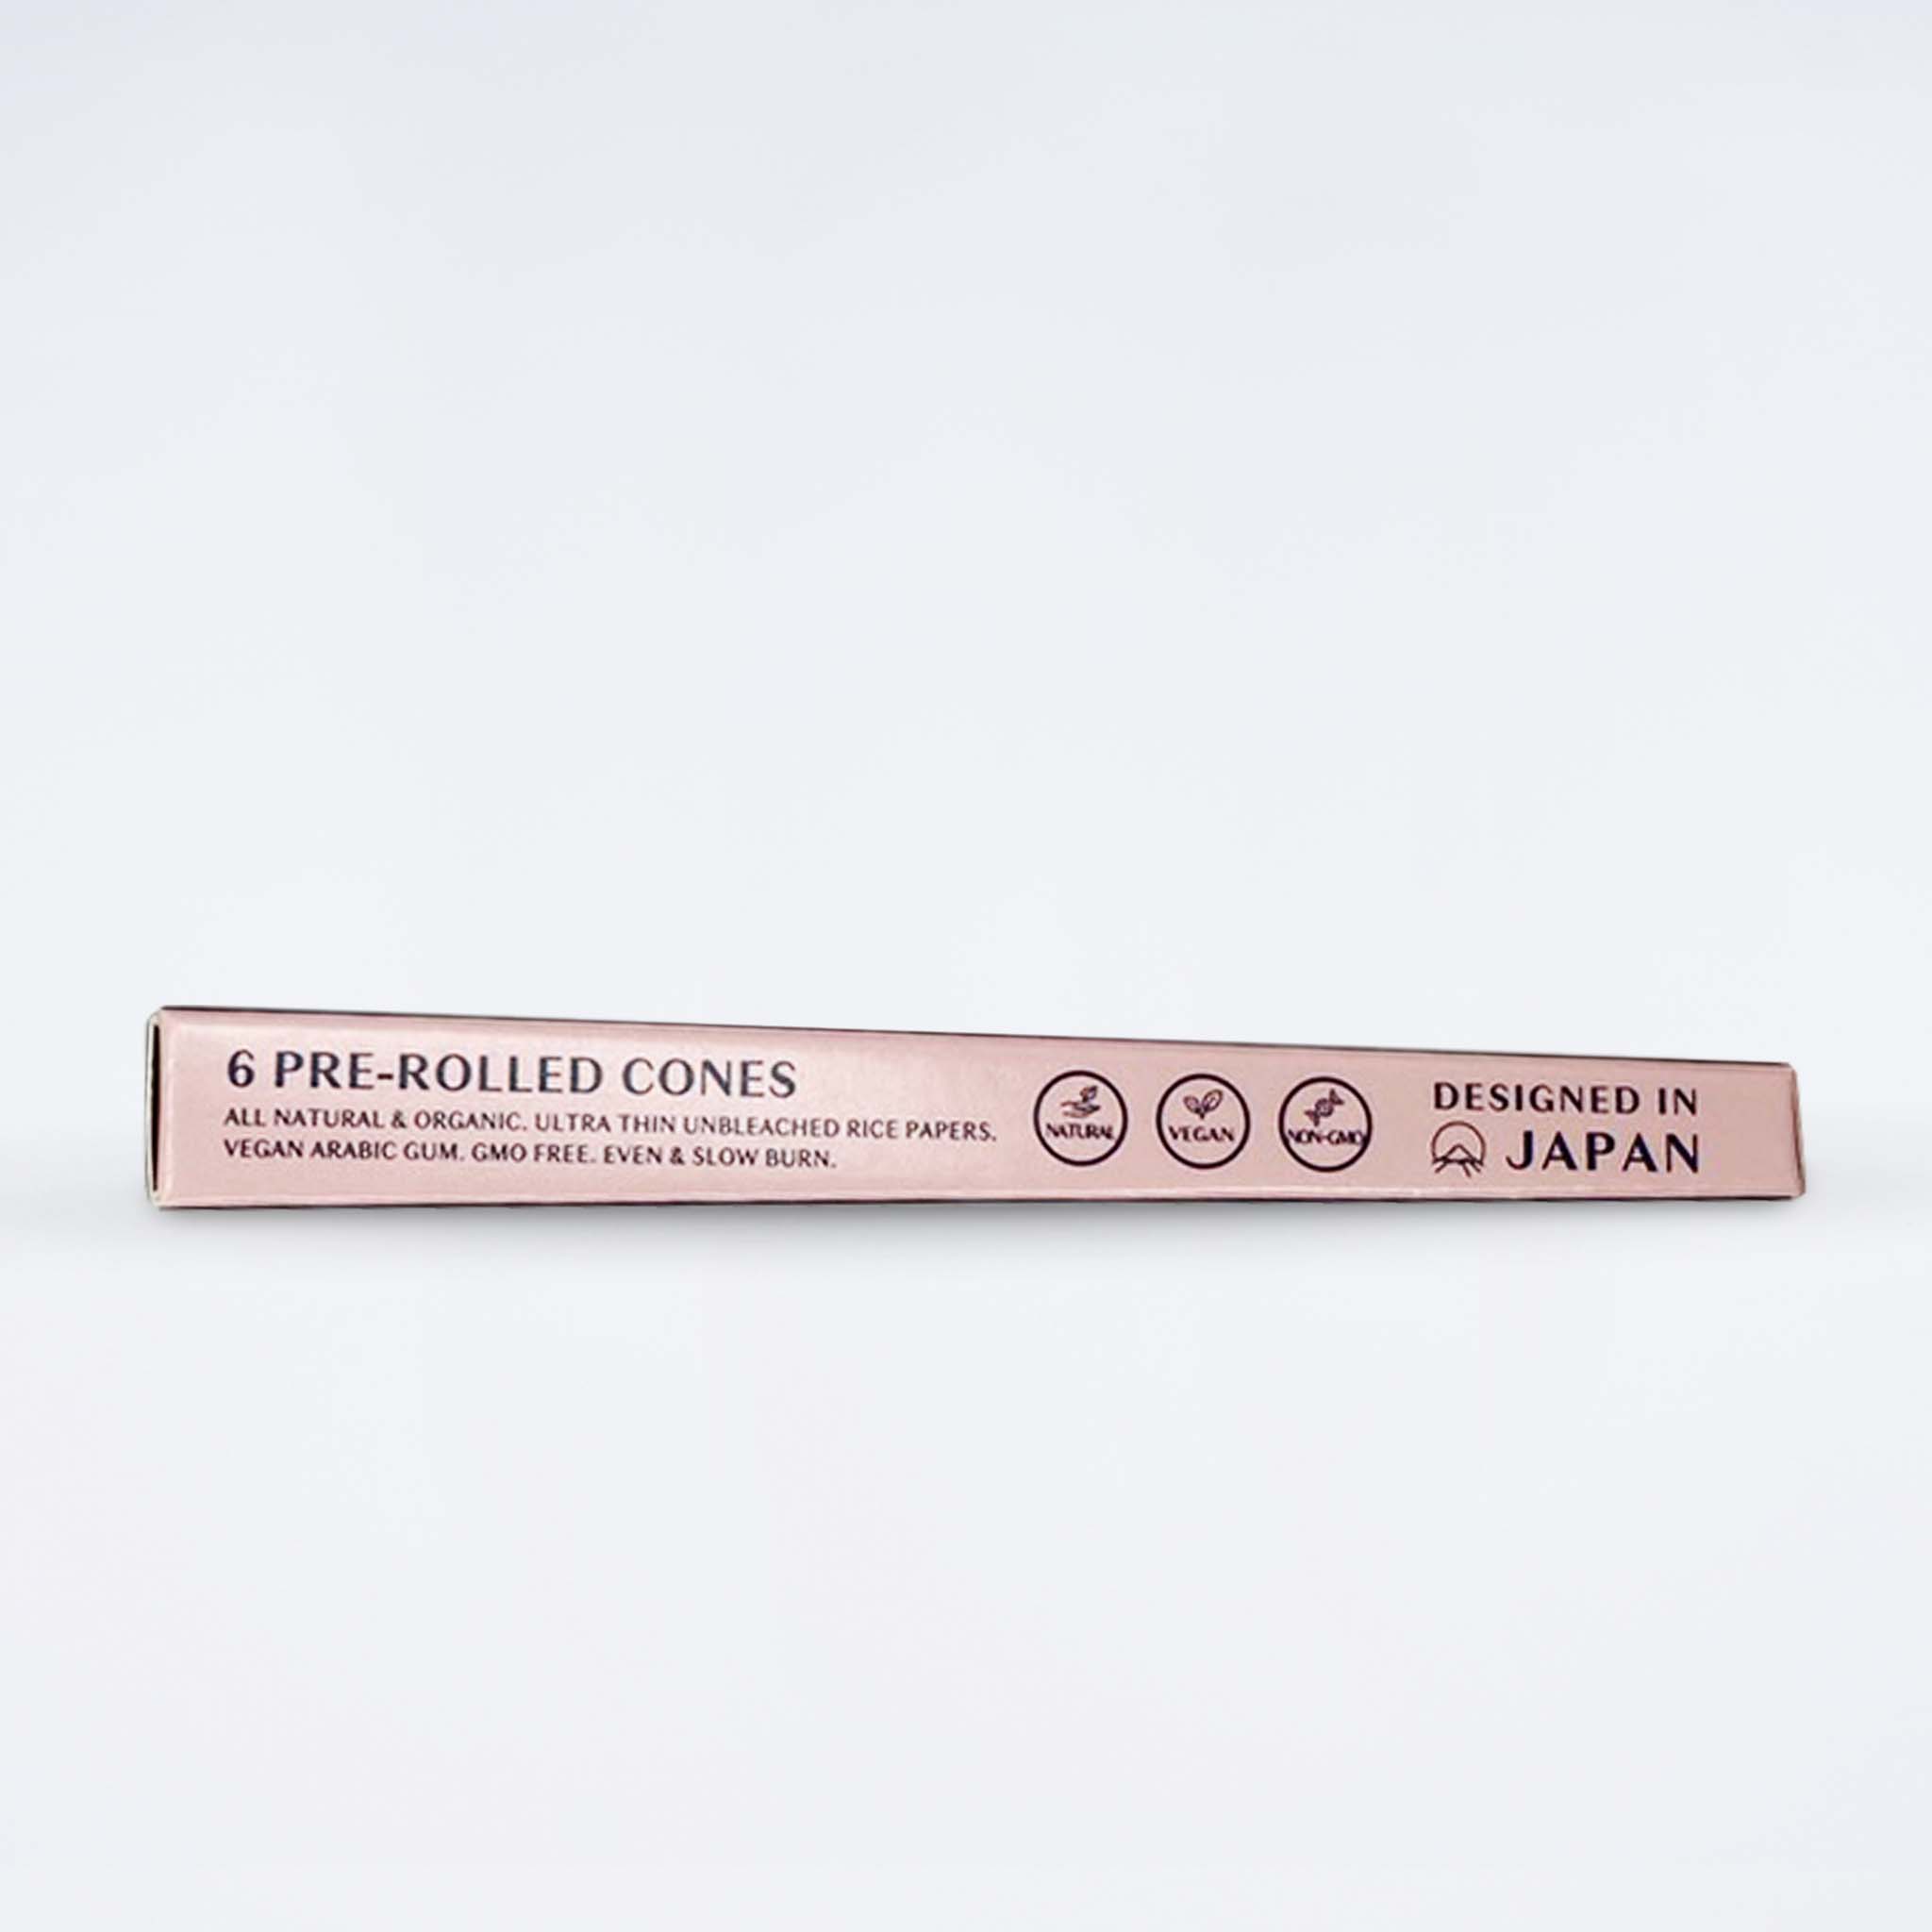 6 PRE-ROLLED CONES
ALL NATURAL & ORGANIC. ULTRA THIN UNBLEACHED RICE PAPERS.
VEGAN ARABIC GUM. GMO FREE. EVEN & SLOW BURN.
NATURAL
VEGAN
NON-GMO
DESIGNED IN
JAPAN